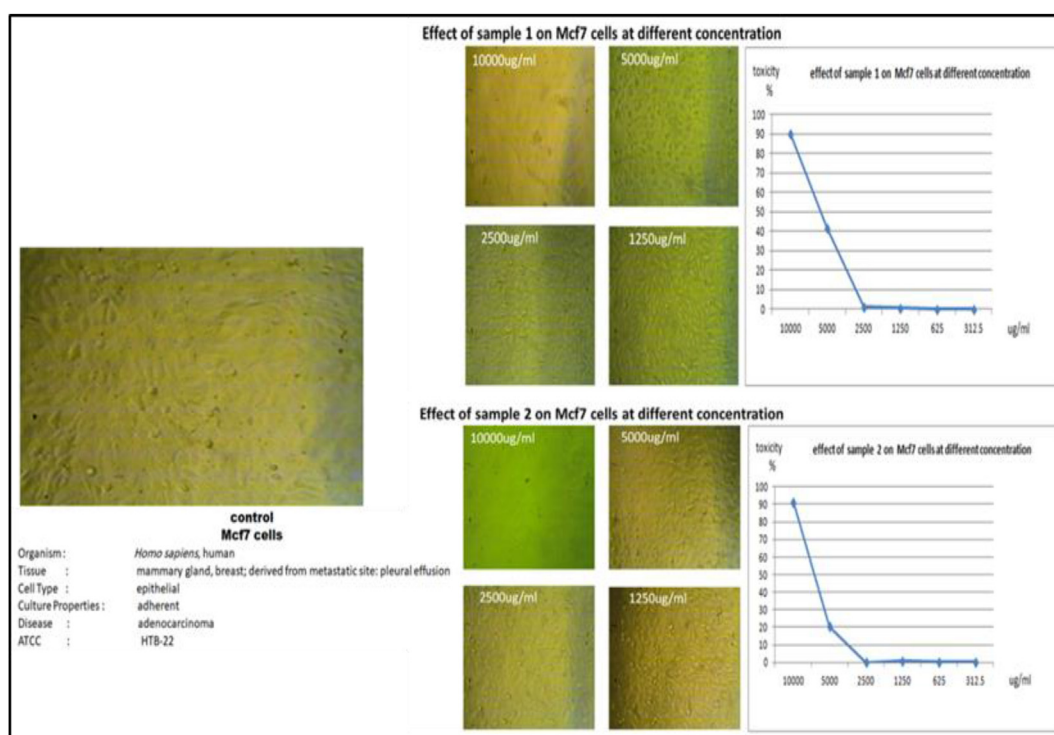 Effect of sample 1 on Mcf7 cells at different concentration
10000ug/ml
5000ug/ml
2500ug/ml
1250ug/ml
toxicity
%
effect of sample 1 on Mcf7 cells at different concentration
100
90
80
70
60
50
40
30
20
10
0
10000 5000 2500 1250 625 312.5
ug/ml
control
Mcf7 cells
Organism : Homo sapiens, human
Tissue : mammary gland, breast; derived from metastatic site: pleural effusion
Cell Type : epithelial
Culture Properties : adherent
Disease : adenocarcinoma
ATCC : HTB-22
Effect of sample 2 on Mcf7 cells at different concentration
10000ug/ml
5000ug/ml
2500ug/ml
1250ug/ml
toxicity
%
effect of sample 2 on Mcf7 cells at different concentration
100
90
80
70
60
50
40
30
20
10
0
10000 5000 2500 1250 625 312.5
ug/ml